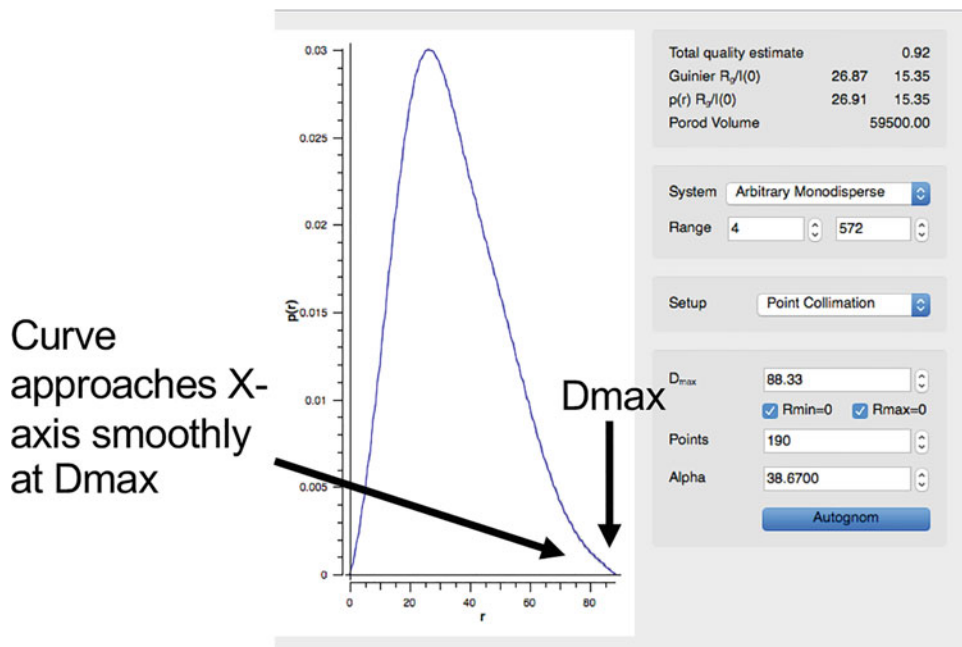 0.03
0.025
0.02
0.015
0.01
0.005
0
p(r)
0 20 40 60 80
r
Curve
approaches X-
axis smoothly
at Dmax
Dmax
Total quality estimate 0.92
Guinier Rg/I(0) 26.87 15.35
p(r) Rg/I(0) 26.91 15.35
Porod Volume 59500.00
System Arbitrary Monodisperse
Range 4 572
Setup Point Collimation
Dmax 88.33
Rmin=0 Rmax=0
Points 190
Alpha 38.6700
Autognom